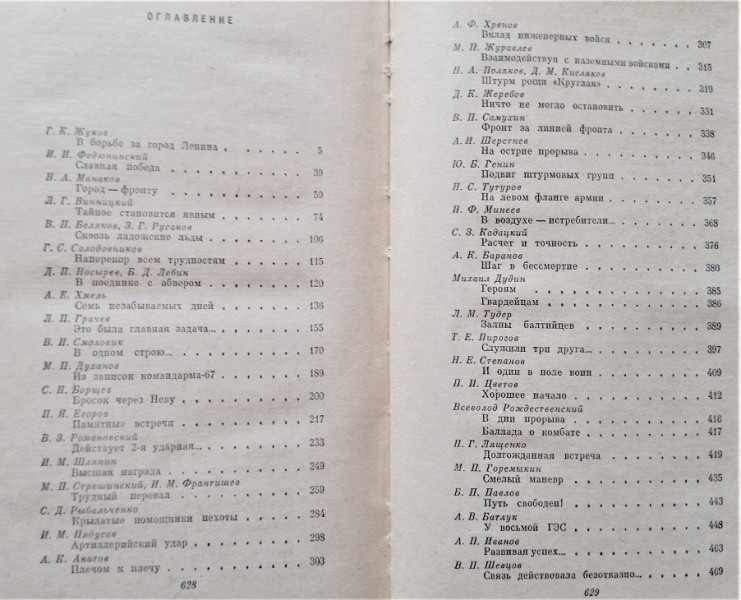 ОГЛАВЛЕНИЕ
Г. К. Жуков
В борьбе за город Ленина . . . . . . . 5
И. И. Федюнинский
Славная победа . . . . . . . . . . 39
Н. А. Манаков
Город — фронту . . . . . . . . . . 59
Л. Г. Винницкий
Тайное становится явным . . . . . . . 74
В. П. Беляков, З. Г. Русаков
Сквозь ладожские льды . . . . . . . . 106
Г. С. Солодовников
Наперекор всем трудностям . . . . . . . 115
Д. П. Носырев, Б. Д. Лебин
В поединке с абвером . . . . . . . . 120
А. Е. Хмель
Семь незабываемых дней . . . . . . . . 136
Л. П. Грачев
Это была главная задача... . . . . . . . 155
В. И. Смоловик
В одном строю... . . . . . . . . . 170
М. П. Духанов
Из записок командарма-67 . . . . . . . 189
С. Н. Борщев
Бросок через Неву . . . . . . . . . 200
П. Я. Егоров
Памятные встречи . . . . . . . . . 217
В. З. Романовский
Действует 2-я ударная... . . . . . . . 233
И. М.
Высшая награда . . . . . . . . . . 249
М. П. Стрешинский, И. М. Франтишев
Трудный перевал . . . . . . . . . . 259
С. Д. Рыбальченко
Крылатые помощники пехоты . . . . . . . 284
И. М. Пядусов
Артиллерийский удар . . . . . . . . . 298
А. К.
Плечом к плечу . . . . . . . . . . 303
628
А. Ф. Хренов
Вклад инженерных войск . . . . . . . 307
М. П. Журавлев
Взаимодействуя с наземными войсками . . 315
Н. А. Поляков, Д. М. Кисляков
Штурм рощи «Круглая» . . . . . . . . 319
Д. К. Жеребов
Ничто не могло остановить . . . . . . . 331
В. П. Самухин
Фронт за линией фронта . . . . . . . 338
А. И. Шерстнев
На острие прорыва . . . . . . . . . 346
Ю. Б. Генин
Подвиг штурмовых групп . . . . . . . 351
Н. С. Тутуров
На левом фланге армии . . . . . . . . 357
Н. Ф. Минеев
В воздухе — истребители... . . . . . . . 368
С. З. Кадацкий
Расчет и точность . . . . . . . . . 376
А. К. Баранов
Шаг в бессмертие . . . . . . . . . 380
Михаил Дудин
Героям . . . . . . . . . . 385
Гвардейцам . . . . . . . . . . . 386
Л. М. Тудер
Залпы балтийцев . . . . . . . . . . 389
Т. Е. Пирогов
Служили три друга... . . . . . . . . 397
Н. Е. Степанов
И один в поле воин . . . . . . . . . 409
П. П. Цветов
Хорошее начало . . . . . . . . . . 412
Всеволод Рождественский
В дни прорыва . . . . . . . . . . 416
Баллада о комбате . . . . . . . . . 417
Н. Г. Лященко
Долгожданная встреча . . . . . . . . 419
М. П. Горемыкин
Смелый маневр . . . . . . . . . . 435
Б. П. Павлов
Путь свободен! . . . . . . . . . . 443
А. В. Батлук
У восьмой ГЭС . . . . . . . . . . 448
А. П. Иванов
Развивая успех... . . . . . . . . . 463
В. П. Шевцов
Связь действовала безотказно... . . . . . 469
629